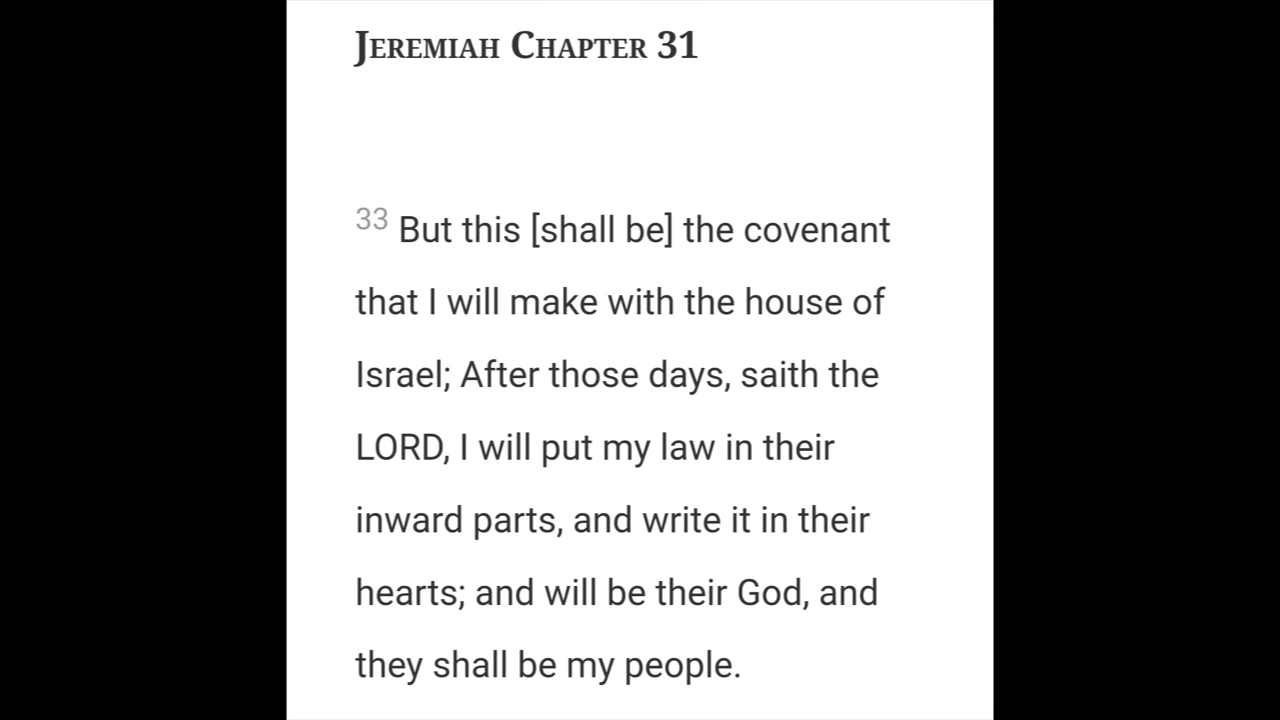 Jeremiah Chapter 31
33 But this [shall be] the covenant
that I will make with the house of
Israel; After those days, saith the
LORD, I will put my law in their
inward parts, and write it in their
hearts; and will be their God, and
they shall be my people.